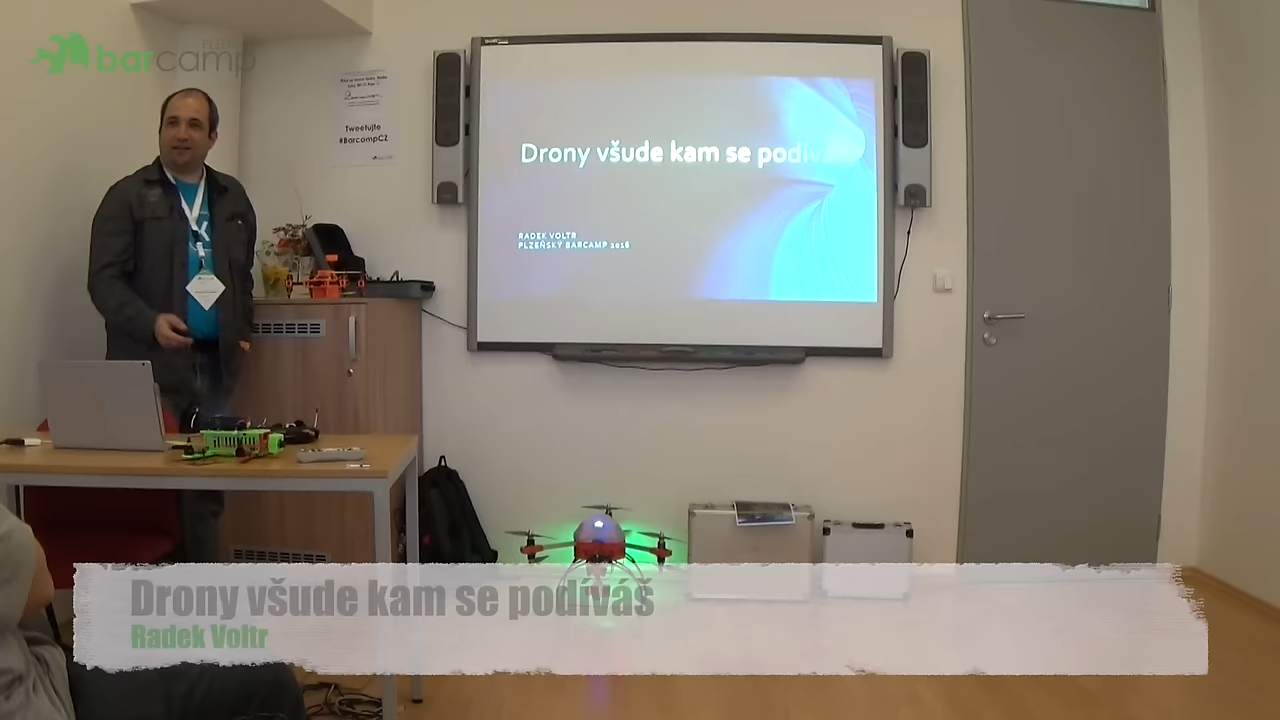 PLZEŇ
barcamp
Tweetujte
#BarcampCZ
Drony všude kam se podív
RADEK VOLTR
PLZEŇSKÝ BARCAMP 2016
Drony všude kam se podíváš
Radek Voltr